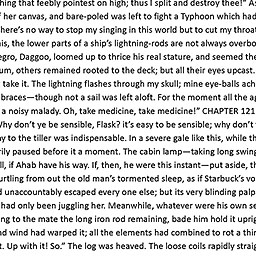 hing that feebly pointest on high; thus I split and destroy thee!” As
f her canvas, and bare-poled was left to fight a Typhoon which had
here’s no way to stop my singing in this world but to cut my throat
is, the lower parts of a ship’s lightning-rods are not always overbo
egro, Daggoo, loomed up to thrice his real stature, and seemed the
um, others remained rooted to the deck; but all their eyes upcast.
take it. The lightning flashes through my skull; mine eye-balls ach
braces—though not a sail was left aloft. For the moment all the ag
a noisy malady. Oh, take medicine, take medicine!” CHAPTER 121
Why don’t ye be sensible, Flask? it’s easy to be sensible; why don’t y
ay to the tiller was indispensable. In a severe gale like this, while th
rily paused before it a moment. The cabin lamp—taking long swing
ll, if Ahab have his way. If, then, he were this instant—put aside, th
urtling from out the old man’s tormented sleep, as if Starbuck’s vo
d unaccountably escaped every one else; but its very blinding palp
had only been juggling her. Meanwhile, whatever were his own se
ng to the mate the long iron rod remaining, bade him hold it uprig
nd wind had warped it; all the elements had combined to rot a thin
t. Up with it! So.” The log was heaved. The loose coils rapidly straig